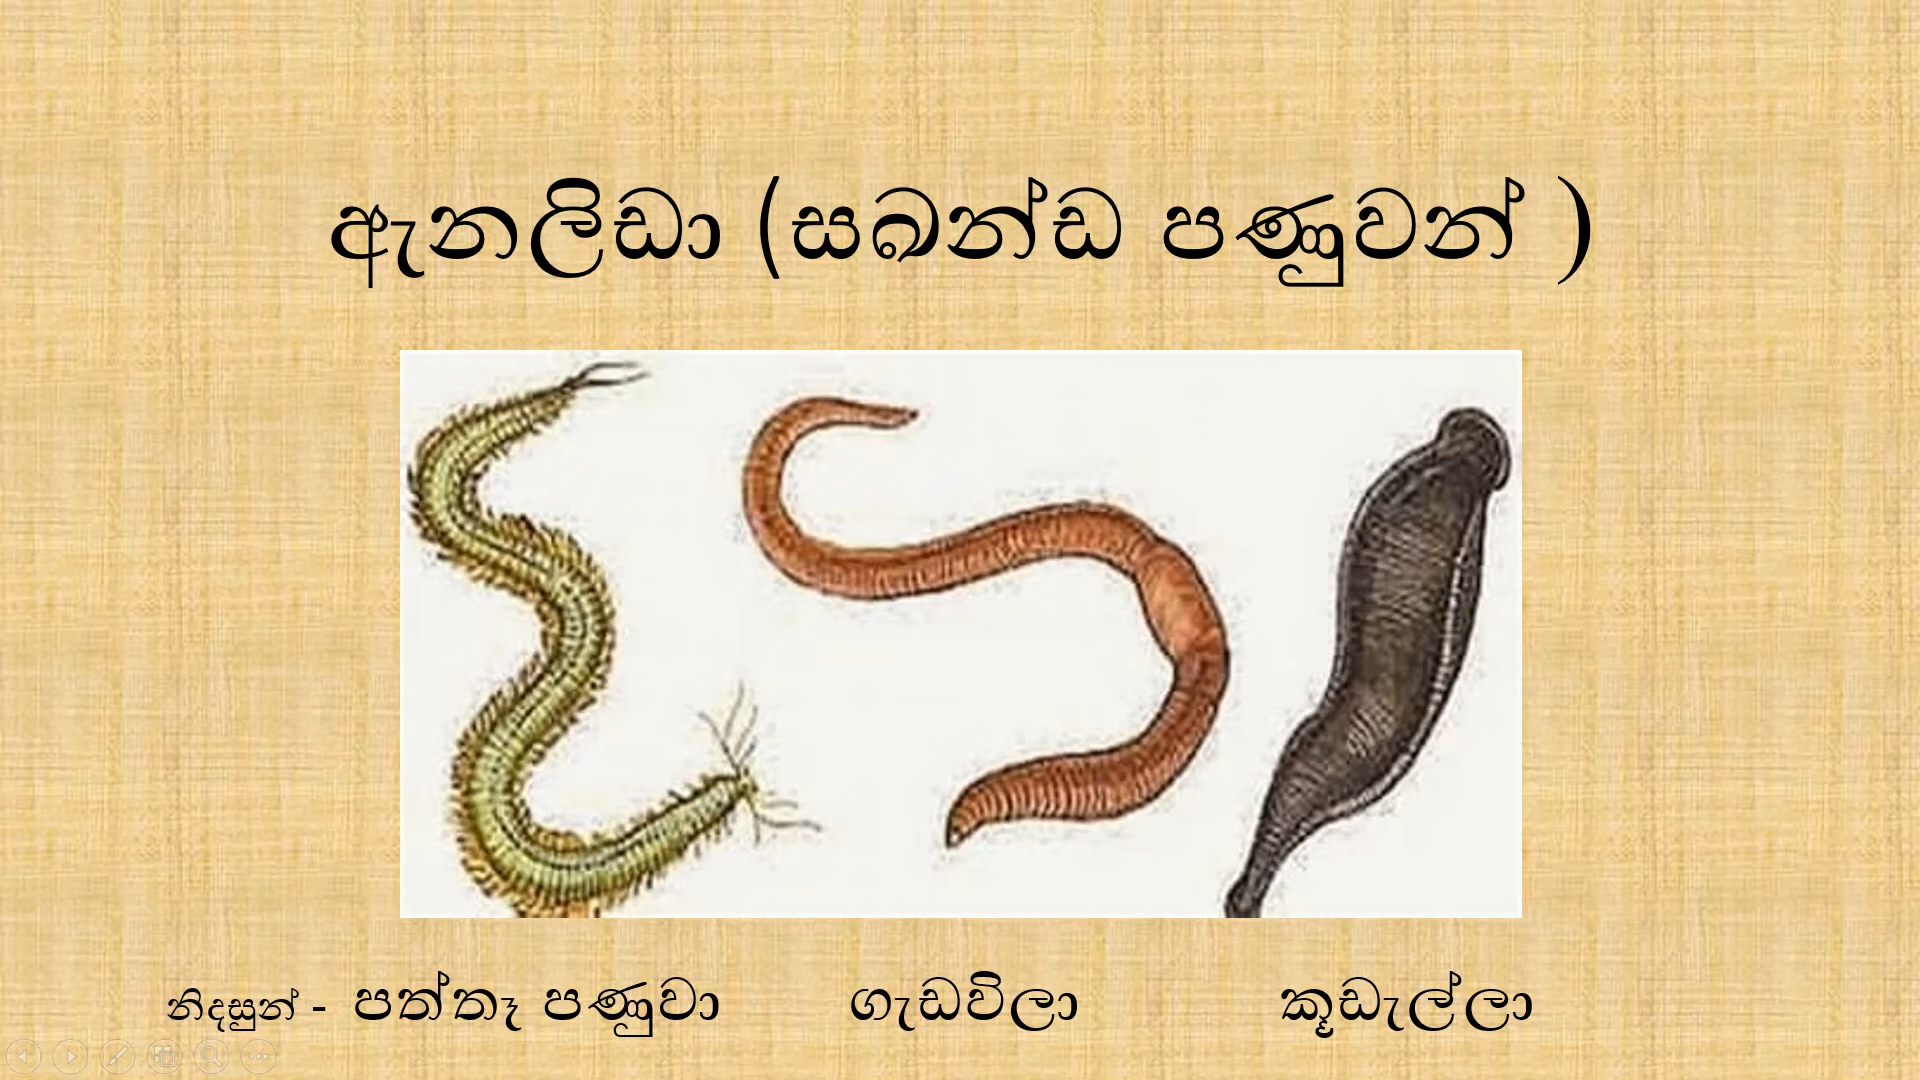 ඇනලිඩා (සඛන්ඩ පණුවන් )
නිදසුන් - පත්තෑ පණුවා ගැඩවිලා කූඩැල්ලා